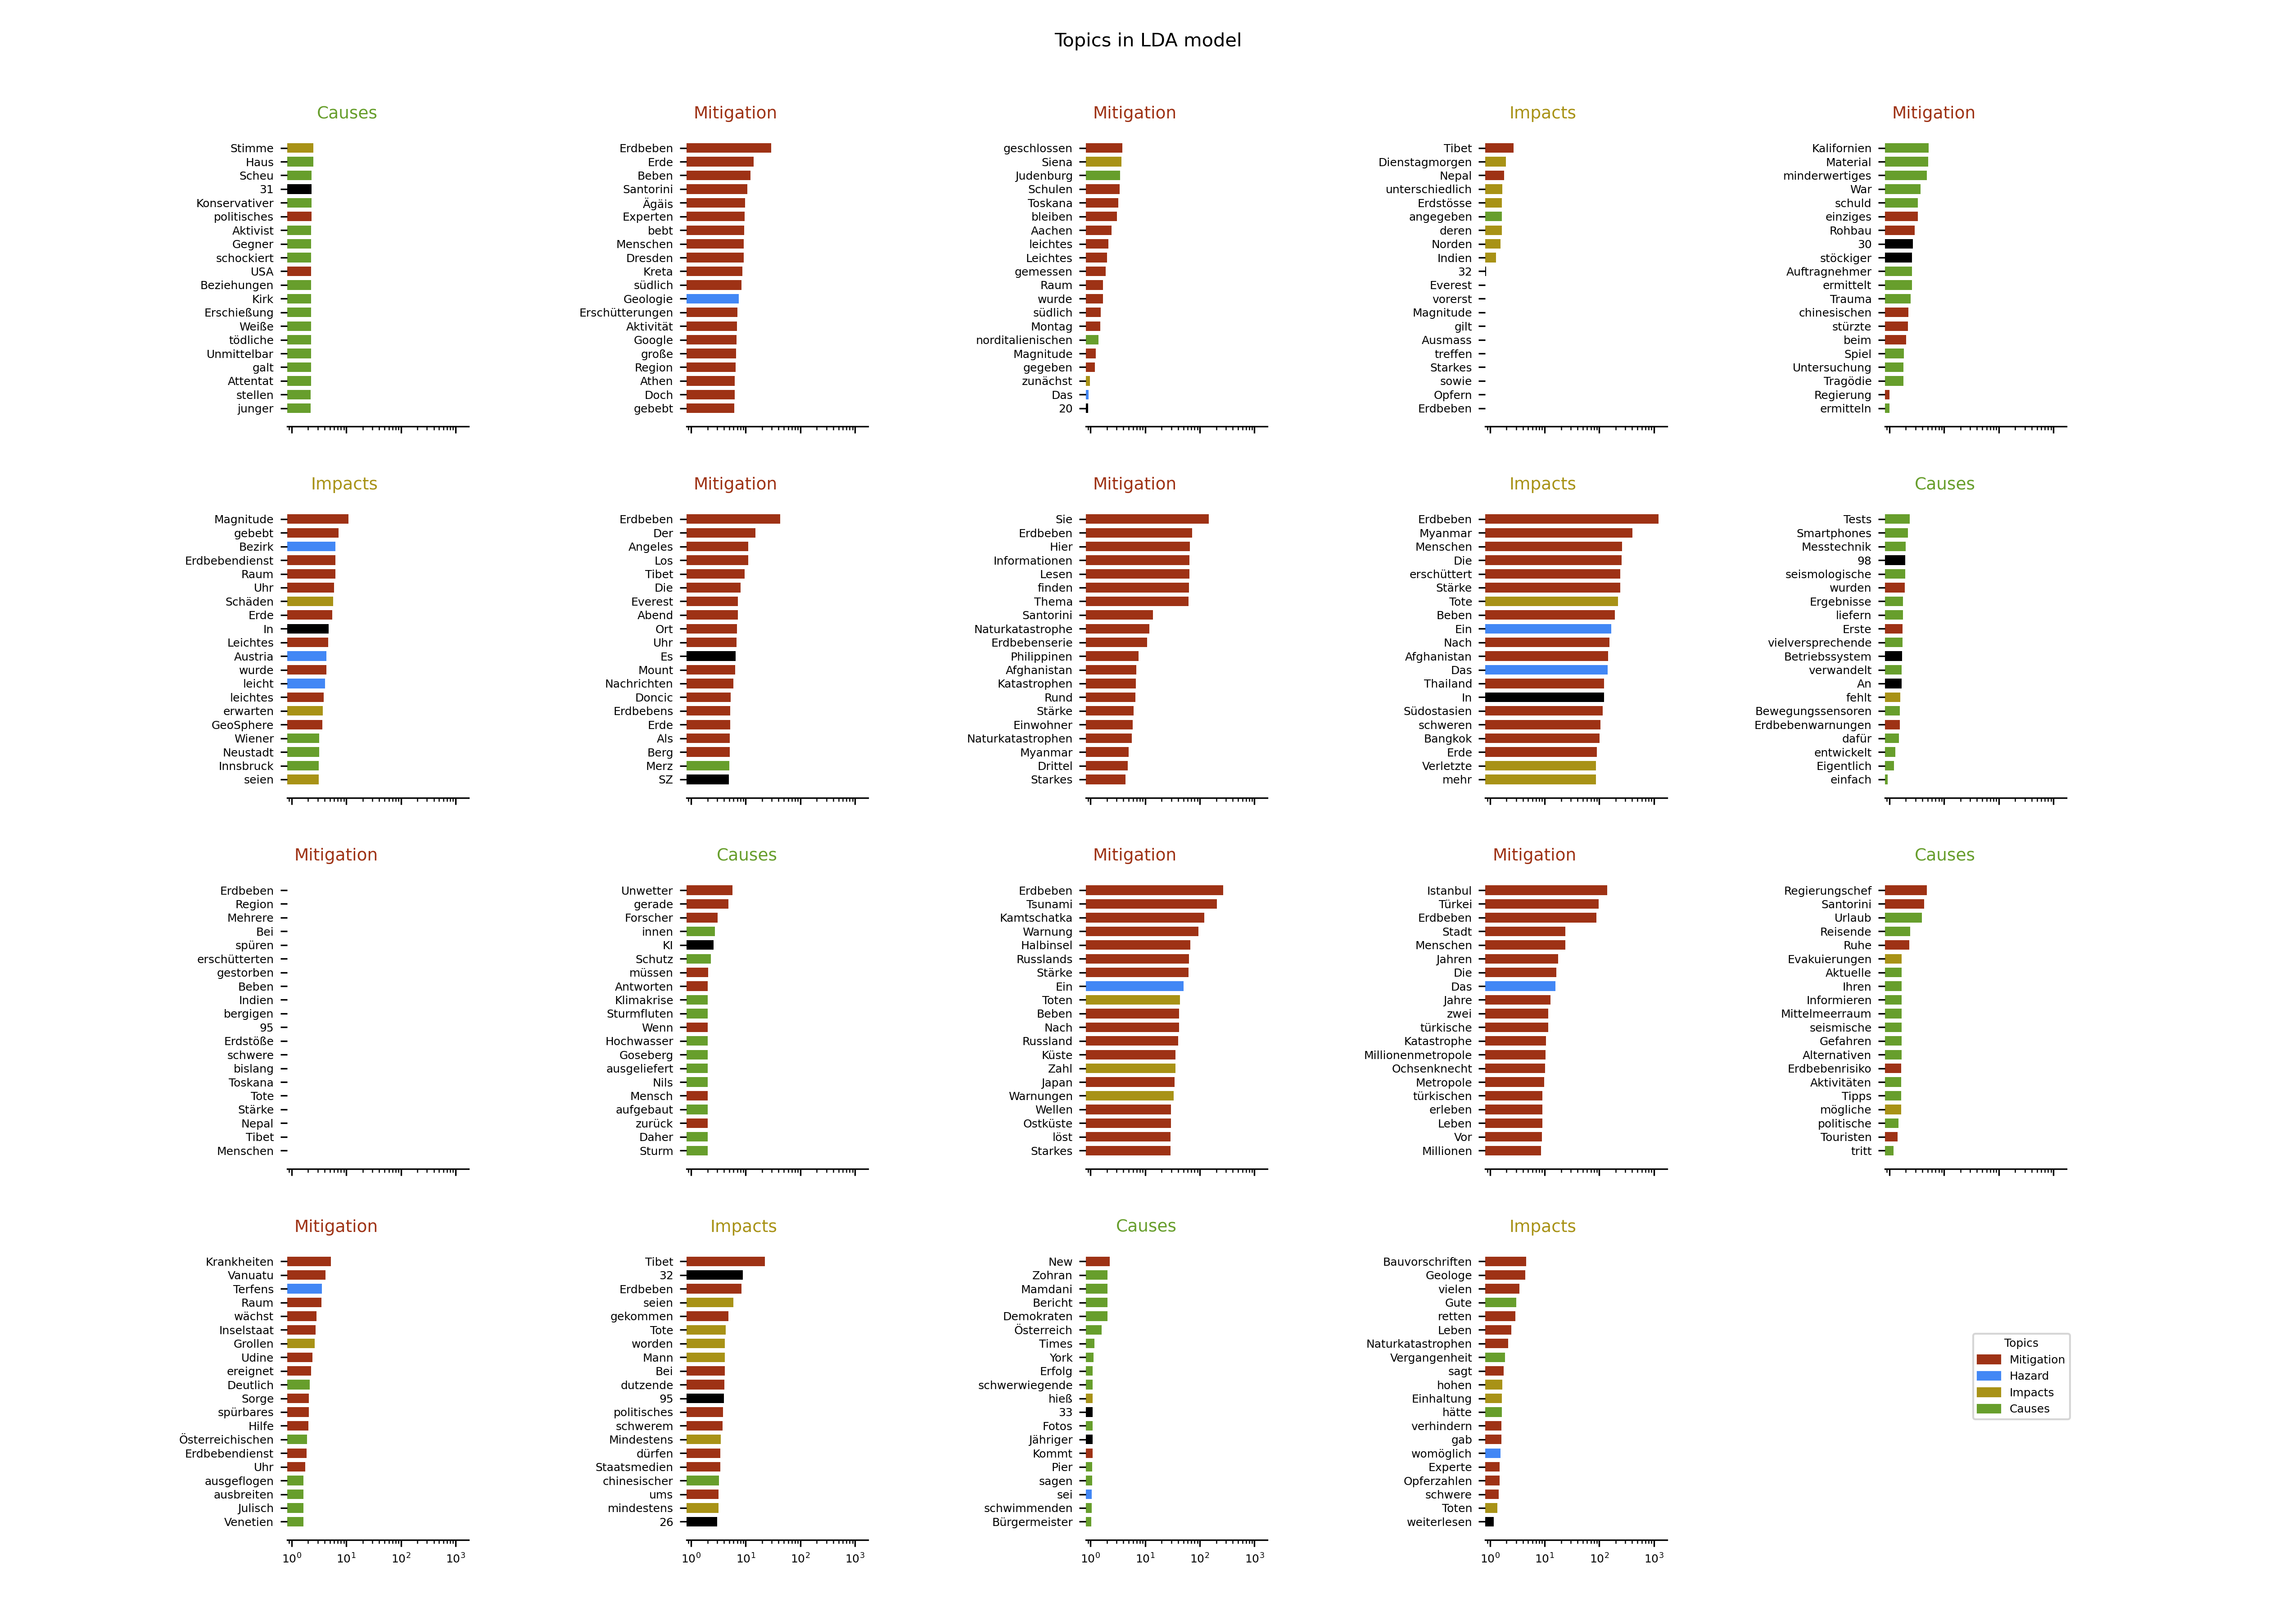 Topics in LDA model
Causes
Stimme
Haus
Scheu
31
Konservativer
politisches
Aktivist
Gegner
schockiert
USA
Beziehungen
Kirk
Erschießung
Weiße
tödliche
Unmittelbar
galt
Attentat
stellen
junger
Mitigation
Erdbeben
Erde
Beben
Santorini
Ägäis
Experten
bebt
Menschen
Dresden
Kreta
südlich
Geologie
Erschütterungen
Aktivität
Google
große
Region
Athen
Doch
gebebt
Mitigation
geschlossen
Siena
Judenburg
Schulen
Toskana
bleiben
Aachen
leichtes
Leichtes
gemessen
Raum
wurde
südlich
Montag
norditalienischen
Magnitude
gegeben
zunächst
Das
20
Impacts
Tibet
Dienstagmorgen
Nepal
unterschiedlich
Erdstösse
angegeben
deren
Norden
Indien
32
Everest
vorerst
Magnitude
gilt
Ausmass
treffen
Starkes
sowie
Opfern
Erdbeben
Mitigation
Kalifornien
Material
minderwertiges
War
schuld
einziges
Rohbau
30
stöckiger
Auftragnehmer
ermittelt
Trauma
chinesischen
stürzte
beim
Spiel
Untersuchung
Tragödie
Regierung
ermitteln
Impacts
Magnitude
gebebt
Bezirk
Erdbebendienst
Raum
Uhr
Schäden
Erde
In
Leichtes
Austria
wurde
leicht
leichtes
erwarten
GeoSphere
Wiener
Neustadt
Innsbruck
seien
Mitigation
Erdbeben
Der
Angeles
Los
Tibet
Die
Everest
Abend
Ort
Uhr
Es
Mount
Nachrichten
Doncic
Erdbebens
Erde
Als
Berg
Merz
SZ
Mitigation
Sie
Erdbeben
Hier
Informationen
Lesen
finden
Thema
Santorini
Naturkatastrophe
Erdbebenserie
Philippinen
Afghanistan
Katastrophen
Rund
Stärke
Einwohner
Naturkatastrophen
Myanmar
Drittel
Starkes
Impacts
Erdbeben
Myanmar
Menschen
Die
erschüttert
Stärke
Tote
Beben
Ein
Nach
Afghanistan
Das
Thailand
In
Südostasien
schweren
Bangkok
Erde
Verletzte
mehr
Causes
Tests
Smartphones
Messtechnik
98
seismologische
wurden
Ergebnisse
liefern
Erste
vielversprechende
Betriebssystem
verwandelt
An
fehlt
Bewegungssensoren
Erdbebenwarnungen
dafür
entwickelt
Eigentlich
einfach
Mitigation
Erdbeben
Region
Mehrere
Bei
spüren
erschütterten
gestorben
Beben
Indien
bergigen
95
Erdstöße
schwere
bislang
Toskana
Tote
Stärke
Nepal
Tibet
Menschen
Causes
Unwetter
gerade
Forscher
innen
KI
Schutz
müssen
Antworten
Klimakrise
Sturmfluten
Wenn
Hochwasser
Goseberg
ausgeliefert
Nils
Mensch
aufgebaut
zurück
Daher
Sturm
Mitigation
Erdbeben
Tsunami
Kamtschatka
Warnung
Halbinsel
Russlands
Stärke
Ein
Toten
Beben
Nach
Russland
Küste
Zahl
Japan
Warnungen
Wellen
Ostküste
löst
Starkes
Mitigation
Istanbul
Türkei
Erdbeben
Stadt
Menschen
Jahren
Die
Das
Jahre
zwei
türkische
Katastrophe
Millionenmetropole
Ochsenknecht
Metropole
türkischen
erleben
Leben
Vor
Millionen
Causes
Regierungschef
Santorini
Urlaub
Reisende
Ruhe
Evakuierungen
Aktuelle
Ihren
Informieren
Mittelmeerraum
seismische
Gefahren
Alternativen
Erdbebenrisiko
Aktivitäten
Tipps
mögliche
politische
Touristen
tritt
Mitigation
Krankheiten
Vanuatu
Terfens
Raum
wächst
Inselstaat
Grollen
Udine
ereignet
Deutlich
Sorge
spürbares
Hilfe
Österreichischen
Erdbebendienst
Uhr
ausgeflogen
ausbreiten
Julisch
Venetien
10⁰ 10¹ 10² 10³
Impacts
Tibet
32
Erdbeben
seien
gekommen
Tote
worden
Mann
Bei
dutzende
95
politisches
schwerem
Mindestens
dürfen
Staatsmedien
chinesischer
ums
mindestens
26
10⁰ 10¹ 10² 10³
Causes
New
Zohran
Mamdani
Bericht
Demokraten
Österreich
Times
York
Erfolg
schwerwiegende
hieß
33
Fotos
Jähriger
Kommt
Pier
sagen
sei
schwimmenden
Bürgermeister
10⁰ 10¹ 10² 10³
Impacts
Bauvorschriften
Geologe
vielen
Gute
retten
Leben
Naturkatastrophen
Vergangenheit
sagt
hohen
Einhaltung
hätte
verhindern
gab
womöglich
Experte
Opferzahlen
schwere
Toten
weiterlesen
10⁰ 10¹ 10² 10³
Topics
Mitigation
Hazard
Impacts
Causes